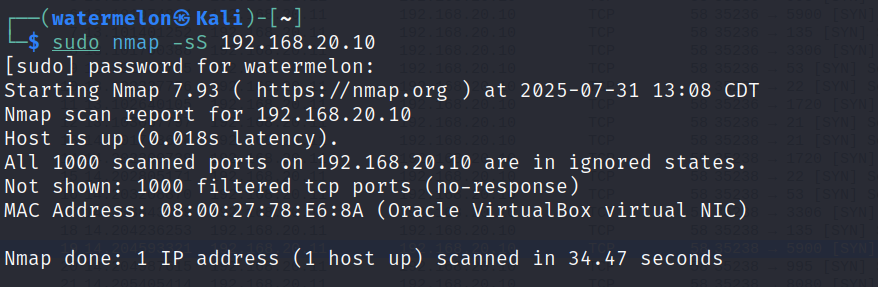 ┌──(watermelon㉿Kali)-[~]
└─$ sudo nmap -sS 192.168.20.10
[sudo] password for watermelon:
Starting Nmap 7.93 ( https://nmap.org ) at 2025-07-31 13:08 CDT
Nmap scan report for 192.168.20.10
Host is up (0.018s latency).
All 1000 scanned ports on 192.168.20.10 are in ignored states.
Not shown: 1000 filtered tcp ports (no-response)
MAC Address: 08:00:27:78:E6:8A (Oracle VirtualBox virtual NIC)
Nmap done: 1 IP address (1 host up) scanned in 34.47 seconds